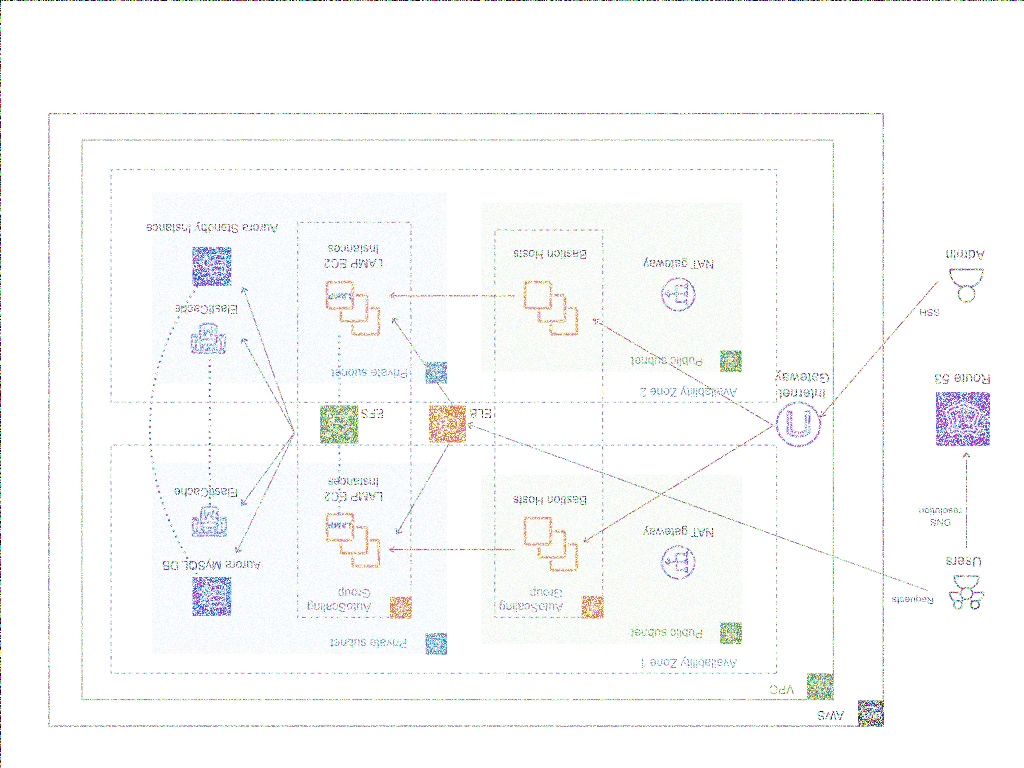 AWS
VPC
Availability Zone 1
Private subnet
Public subnet
AutoScaling
Group
AutoScaling
Group
Requests
Users
Aurora MySQL DB
NAT gateway
Bastion Hosts
LAMP
LAMP EC2
Instances
ElastiCache
DNS
resolution
Route 53
Internet
Gateway
ELB
EFS
Availability Zone 2
Public subnet
Private subnet
SSH
Admin
NAT gateway
Bastion Hosts
LAMP
LAMP EC2
Instances
ElastiCache
Aurora Standby Instance